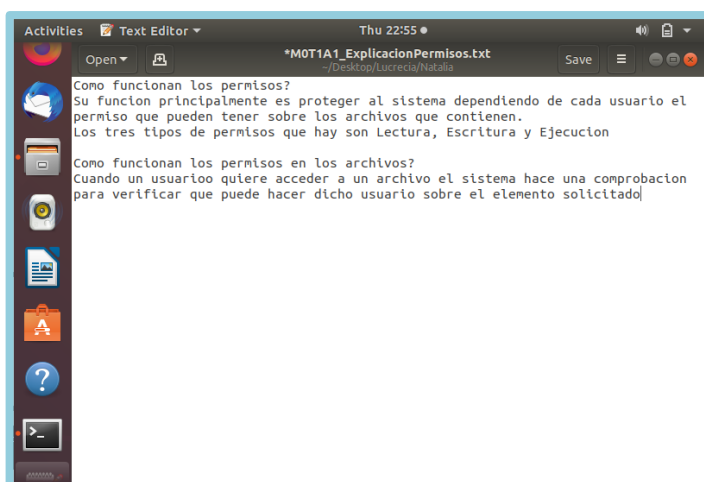 Activities Text Editor Thu 22:55
Open *M0T1A1_ExplicacionPermisos.txt Save
~/Desktop/Lucrecia/Natalia
Como funcionan los permisos?
Su funcion principalmente es proteger al sistema dependiendo de cada usuario el
permiso que pueden tener sobre los archivos que contienen.
Los tres tipos de permisos que hay son Lectura, Escritura y Ejecucion
Como funcionan los permisos en los archivos?
Cuando un usuarioo quiere acceder a un archivo el sistema hace una comprobacion
para verificar que puede hacer dicho usuario sobre el elemento solicitado